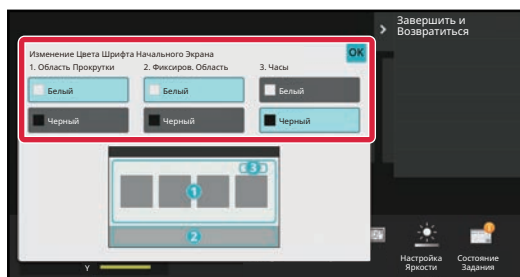 Завершить и
Возвратиться
Изменение Цвета Шрифта Начального Экрана
OK
1. Область Прокрутки
2. Фиксиров. Область
3. Часы
Белый
Белый
Белый
Черный
Черный
Черный
3
1
2
Настройка
Яркости
Состояние
Задания
Y